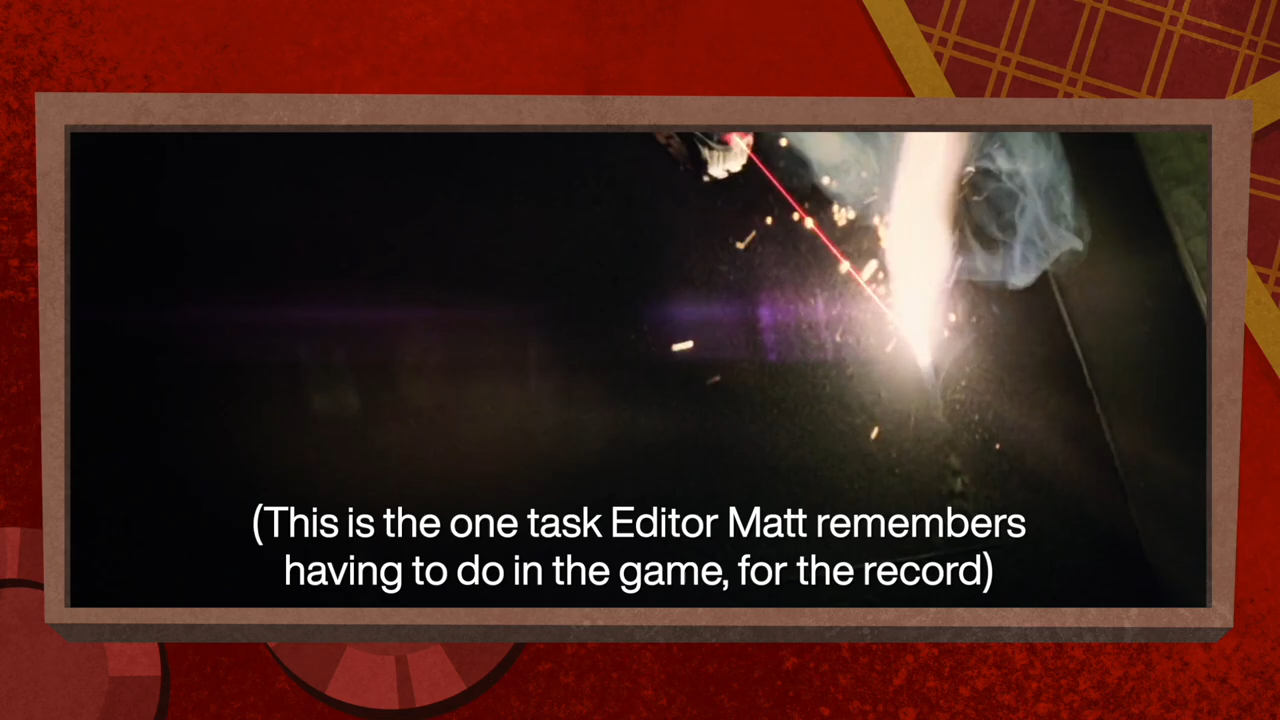 (This is the one task Editor Matt remembers
having to do in the game, for the record)